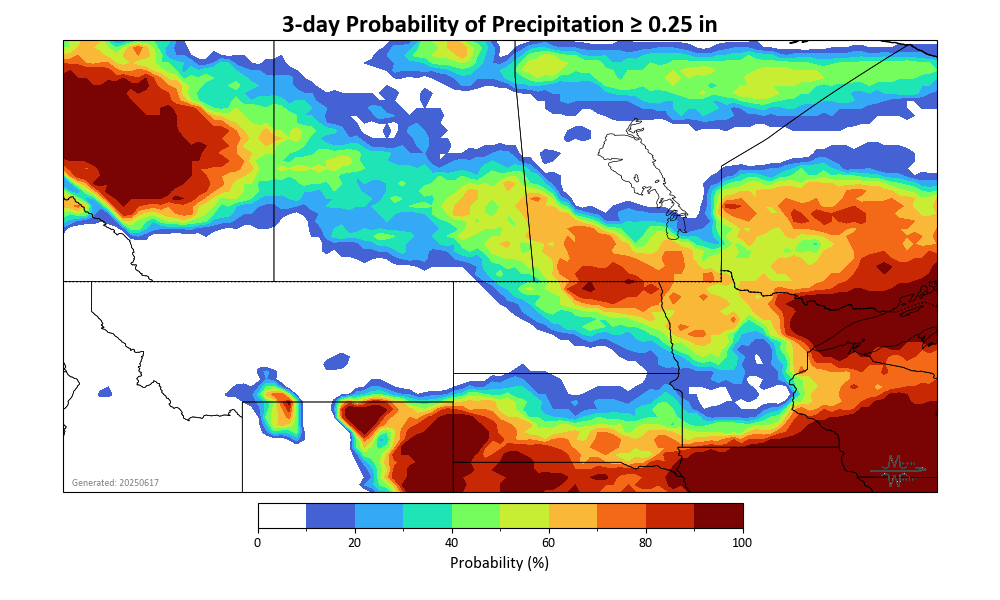 3-day Probability of Precipitation ≥ 0.25 in
Generated: 20250617
0 20 40 60 80 100
Probability (%)